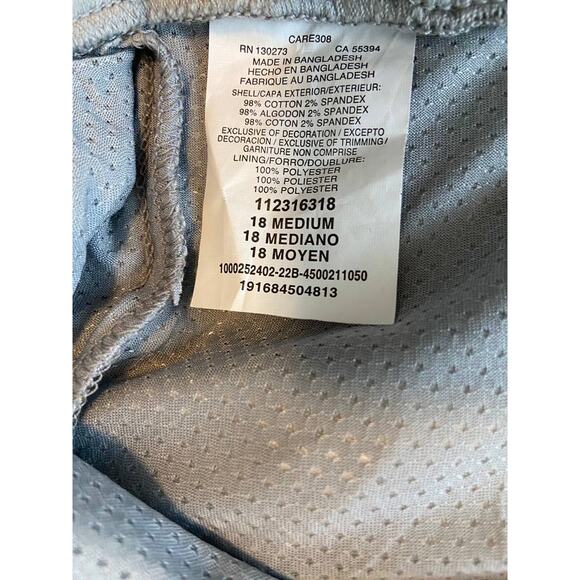 CARE308
RN 130273 CA 55394
MADE IN BANGLADESH
HECHO EN BANGLADESH
FABRIQUE AU BANGLADESH
SHELL/CAPA EXTERIOR/EXTERIEUR:
98% COTTON 2% SPANDEX
98% ALGODON 2% SPANDEX
98% COTON 2% SPANDEX
EXCLUSIVE OF DECORATION / EXCEPTO
DECORACION / EXCLUSIVE OF TRIMMING /
GARNITURE NON COMPRISE
LINING/FORRO/DOUBLURE:
100% POLYESTER
100% POLIESTER
100% POLYESTER
112316318
18 MEDIUM
18 MEDIANO
18 MOYEN
1000252402-22B-4500211050
191684504813